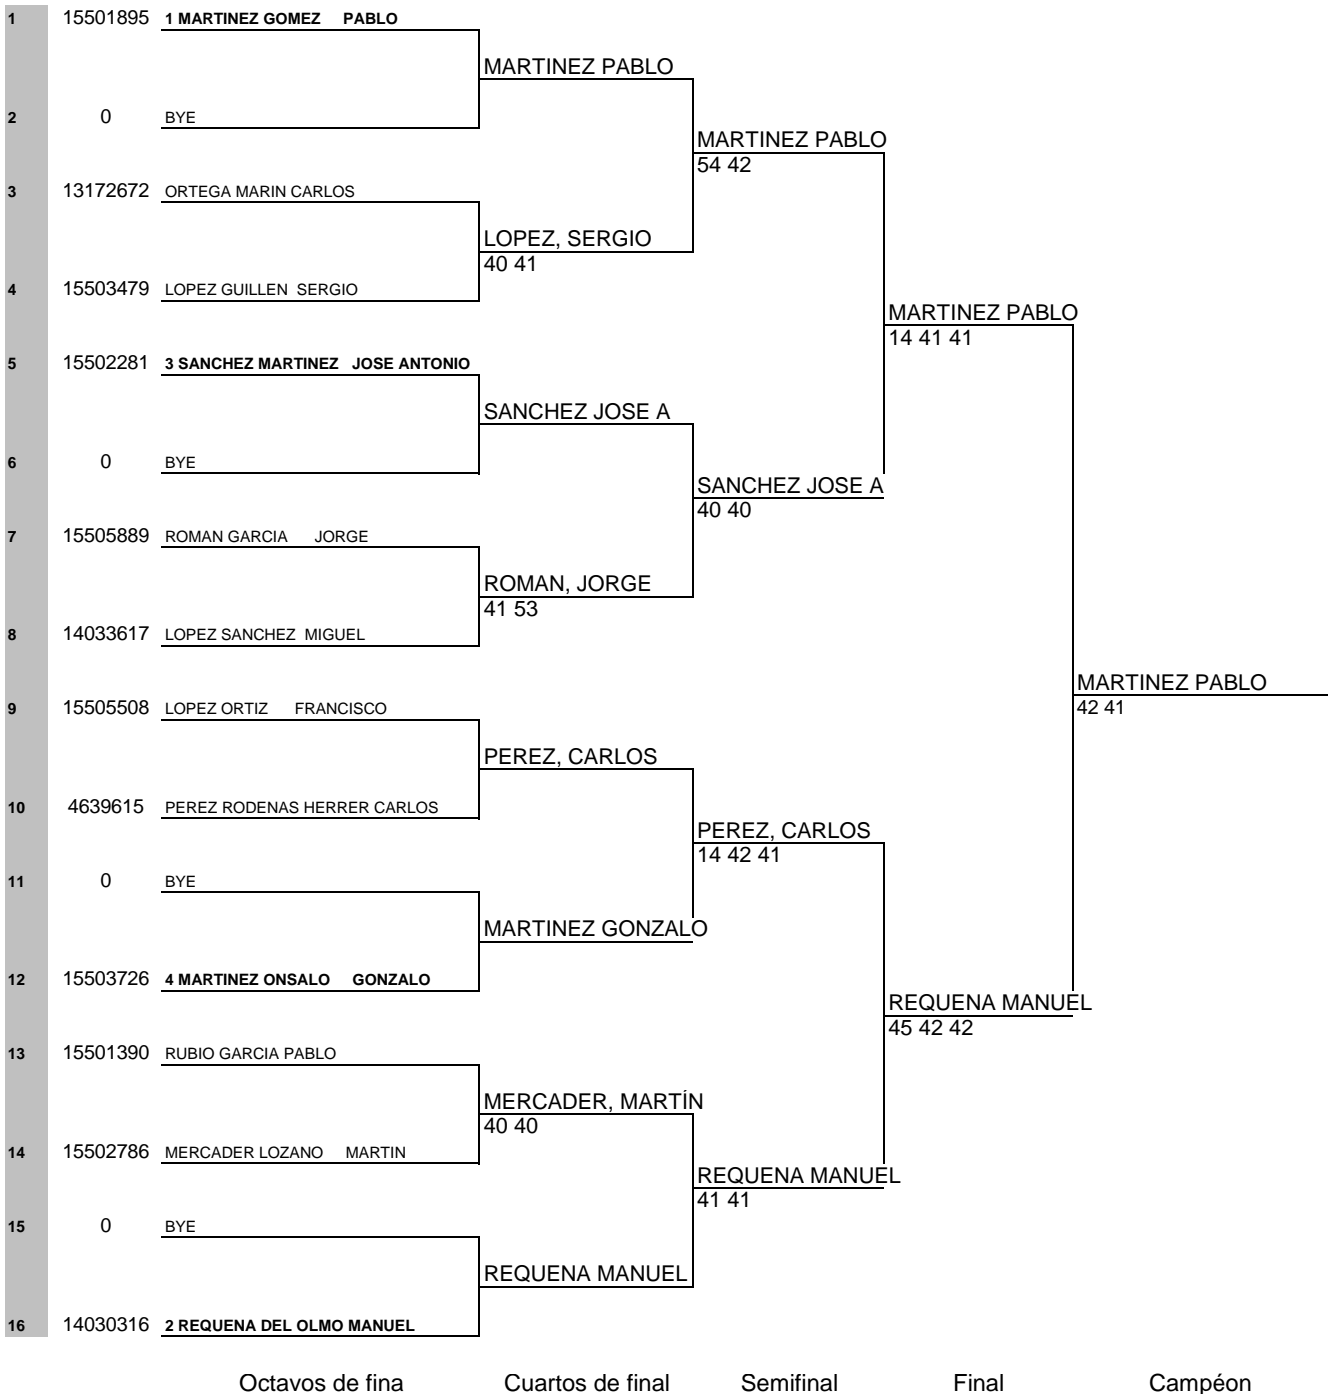 1 15501895 1 MARTINEZ GOMEZ PABLO
MARTINEZ PABLO
2 0 BYE
MARTINEZ PABLO
54 42
3 13172672 ORTEGA MARIN CARLOS
LOPEZ, SERGIO
40 41
4 15503479 LOPEZ GUILLEN SERGIO
MARTINEZ PABLO
14 41 41
5 15502281 3 SANCHEZ MARTINEZ JOSE ANTONIO
SANCHEZ JOSE A
6 0 BYE
SANCHEZ JOSE A
40 40
7 15505889 ROMAN GARCIA JORGE
ROMAN, JORGE
41 53
8 14033617 LOPEZ SANCHEZ MIGUEL
MARTINEZ PABLO
42 41
9 15505508 LOPEZ ORTIZ FRANCISCO
PEREZ, CARLOS
10 4639615 PEREZ RODENAS HERRER CARLOS
PEREZ, CARLOS
14 42 41
11 0 BYE
MARTINEZ GONZALO
12 15503726 4 MARTINEZ ONSALO GONZALO
REQUENA MANUEL
45 42 42
13 15501390 RUBIO GARCIA PABLO
MERCADER, MARTÍN
40 40
14 15502786 MERCADER LOZANO MARTIN
REQUENA MANUEL
41 41
15 0 BYE
REQUENA MANUEL
16 14030316 2 REQUENA DEL OLMO MANUEL
Octavos de fina Cuartos de final Semifinal Final Campéon